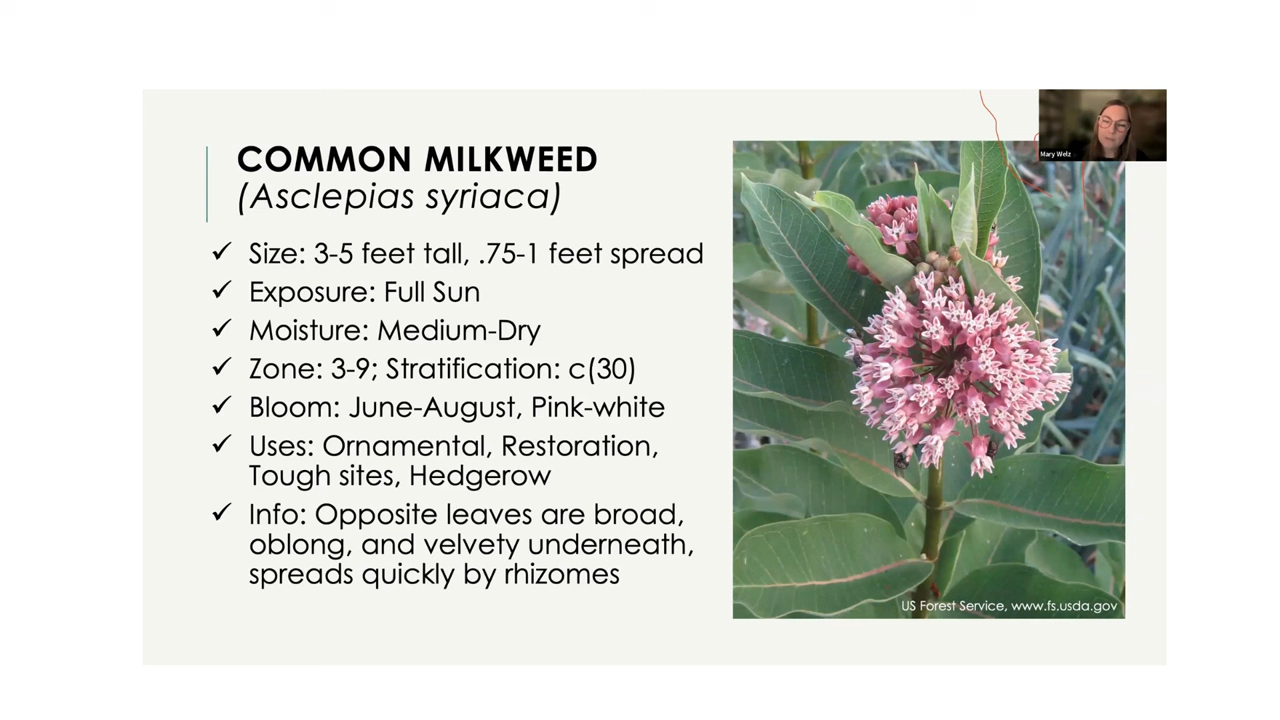 COMMON MILKWEED
(Asclepias syriaca)
✓ Size: 3-5 feet tall, .75-1 feet spread
✓ Exposure: Full Sun
✓ Moisture: Medium-Dry
✓ Zone: 3-9; Stratification: c(30)
✓ Bloom: June-August, Pink-white
✓ Uses: Ornamental, Restoration,
Tough sites, Hedgerow
✓ Info: Opposite leaves are broad,
oblong, and velvety underneath,
spreads quickly by rhizomes
Mary Welz
US Forest Service, www.fs.usda.gov